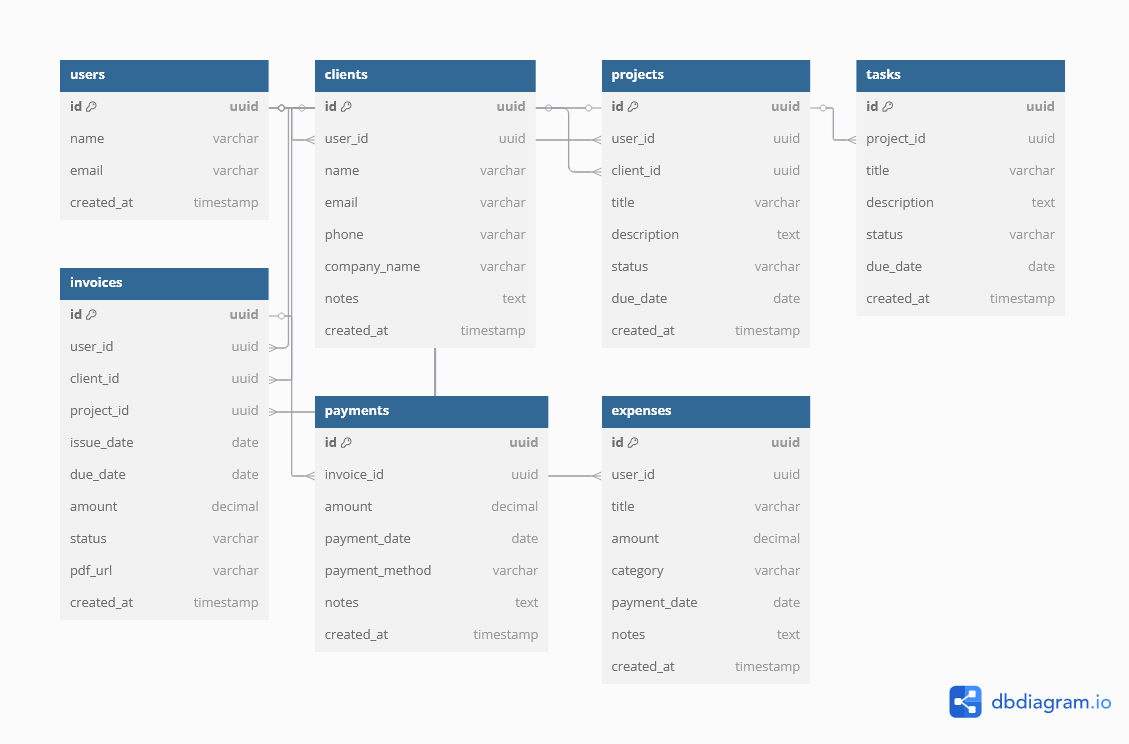 users
id uuid
name varchar
email varchar
created_at timestamp
clients
id uuid
user_id uuid
name varchar
email varchar
phone varchar
company_name varchar
notes text
created_at timestamp
projects
id uuid
user_id uuid
client_id uuid
title varchar
description text
status varchar
due_date date
created_at timestamp
tasks
id uuid
project_id uuid
title varchar
description text
status varchar
due_date date
created_at timestamp
invoices
id uuid
user_id uuid
client_id uuid
project_id uuid
issue_date date
due_date date
amount decimal
status varchar
pdf_url varchar
created_at timestamp
payments
id uuid
invoice_id uuid
amount decimal
payment_date date
payment_method varchar
notes text
created_at timestamp
expenses
id uuid
user_id uuid
title varchar
amount decimal
category varchar
payment_date date
notes text
created_at timestamp
dbdiagram.io